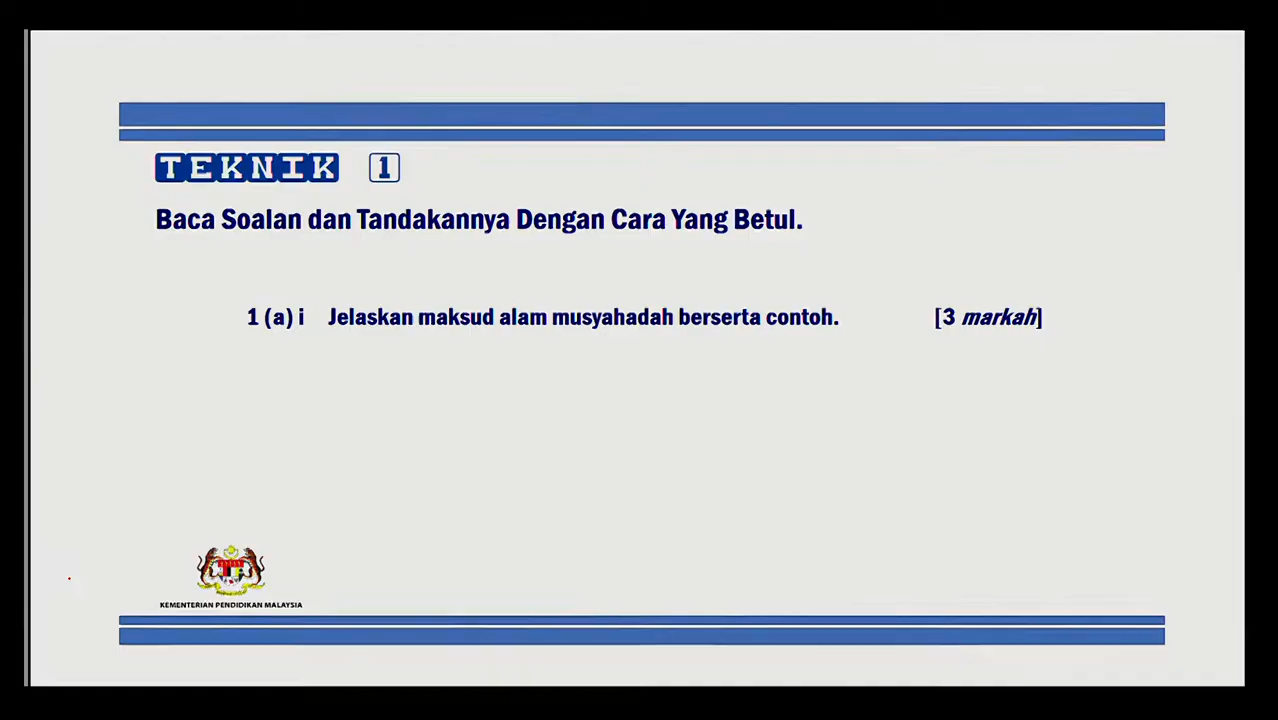 TEKNIK 1
Baca Soalan dan Tandakannya Dengan Cara Yang Betul.
1 (a) i Jelaskan maksud alam musyahadah berserta contoh. [3 markah]
KEMENTERIAN PENDIDIKAN MALAYSIA